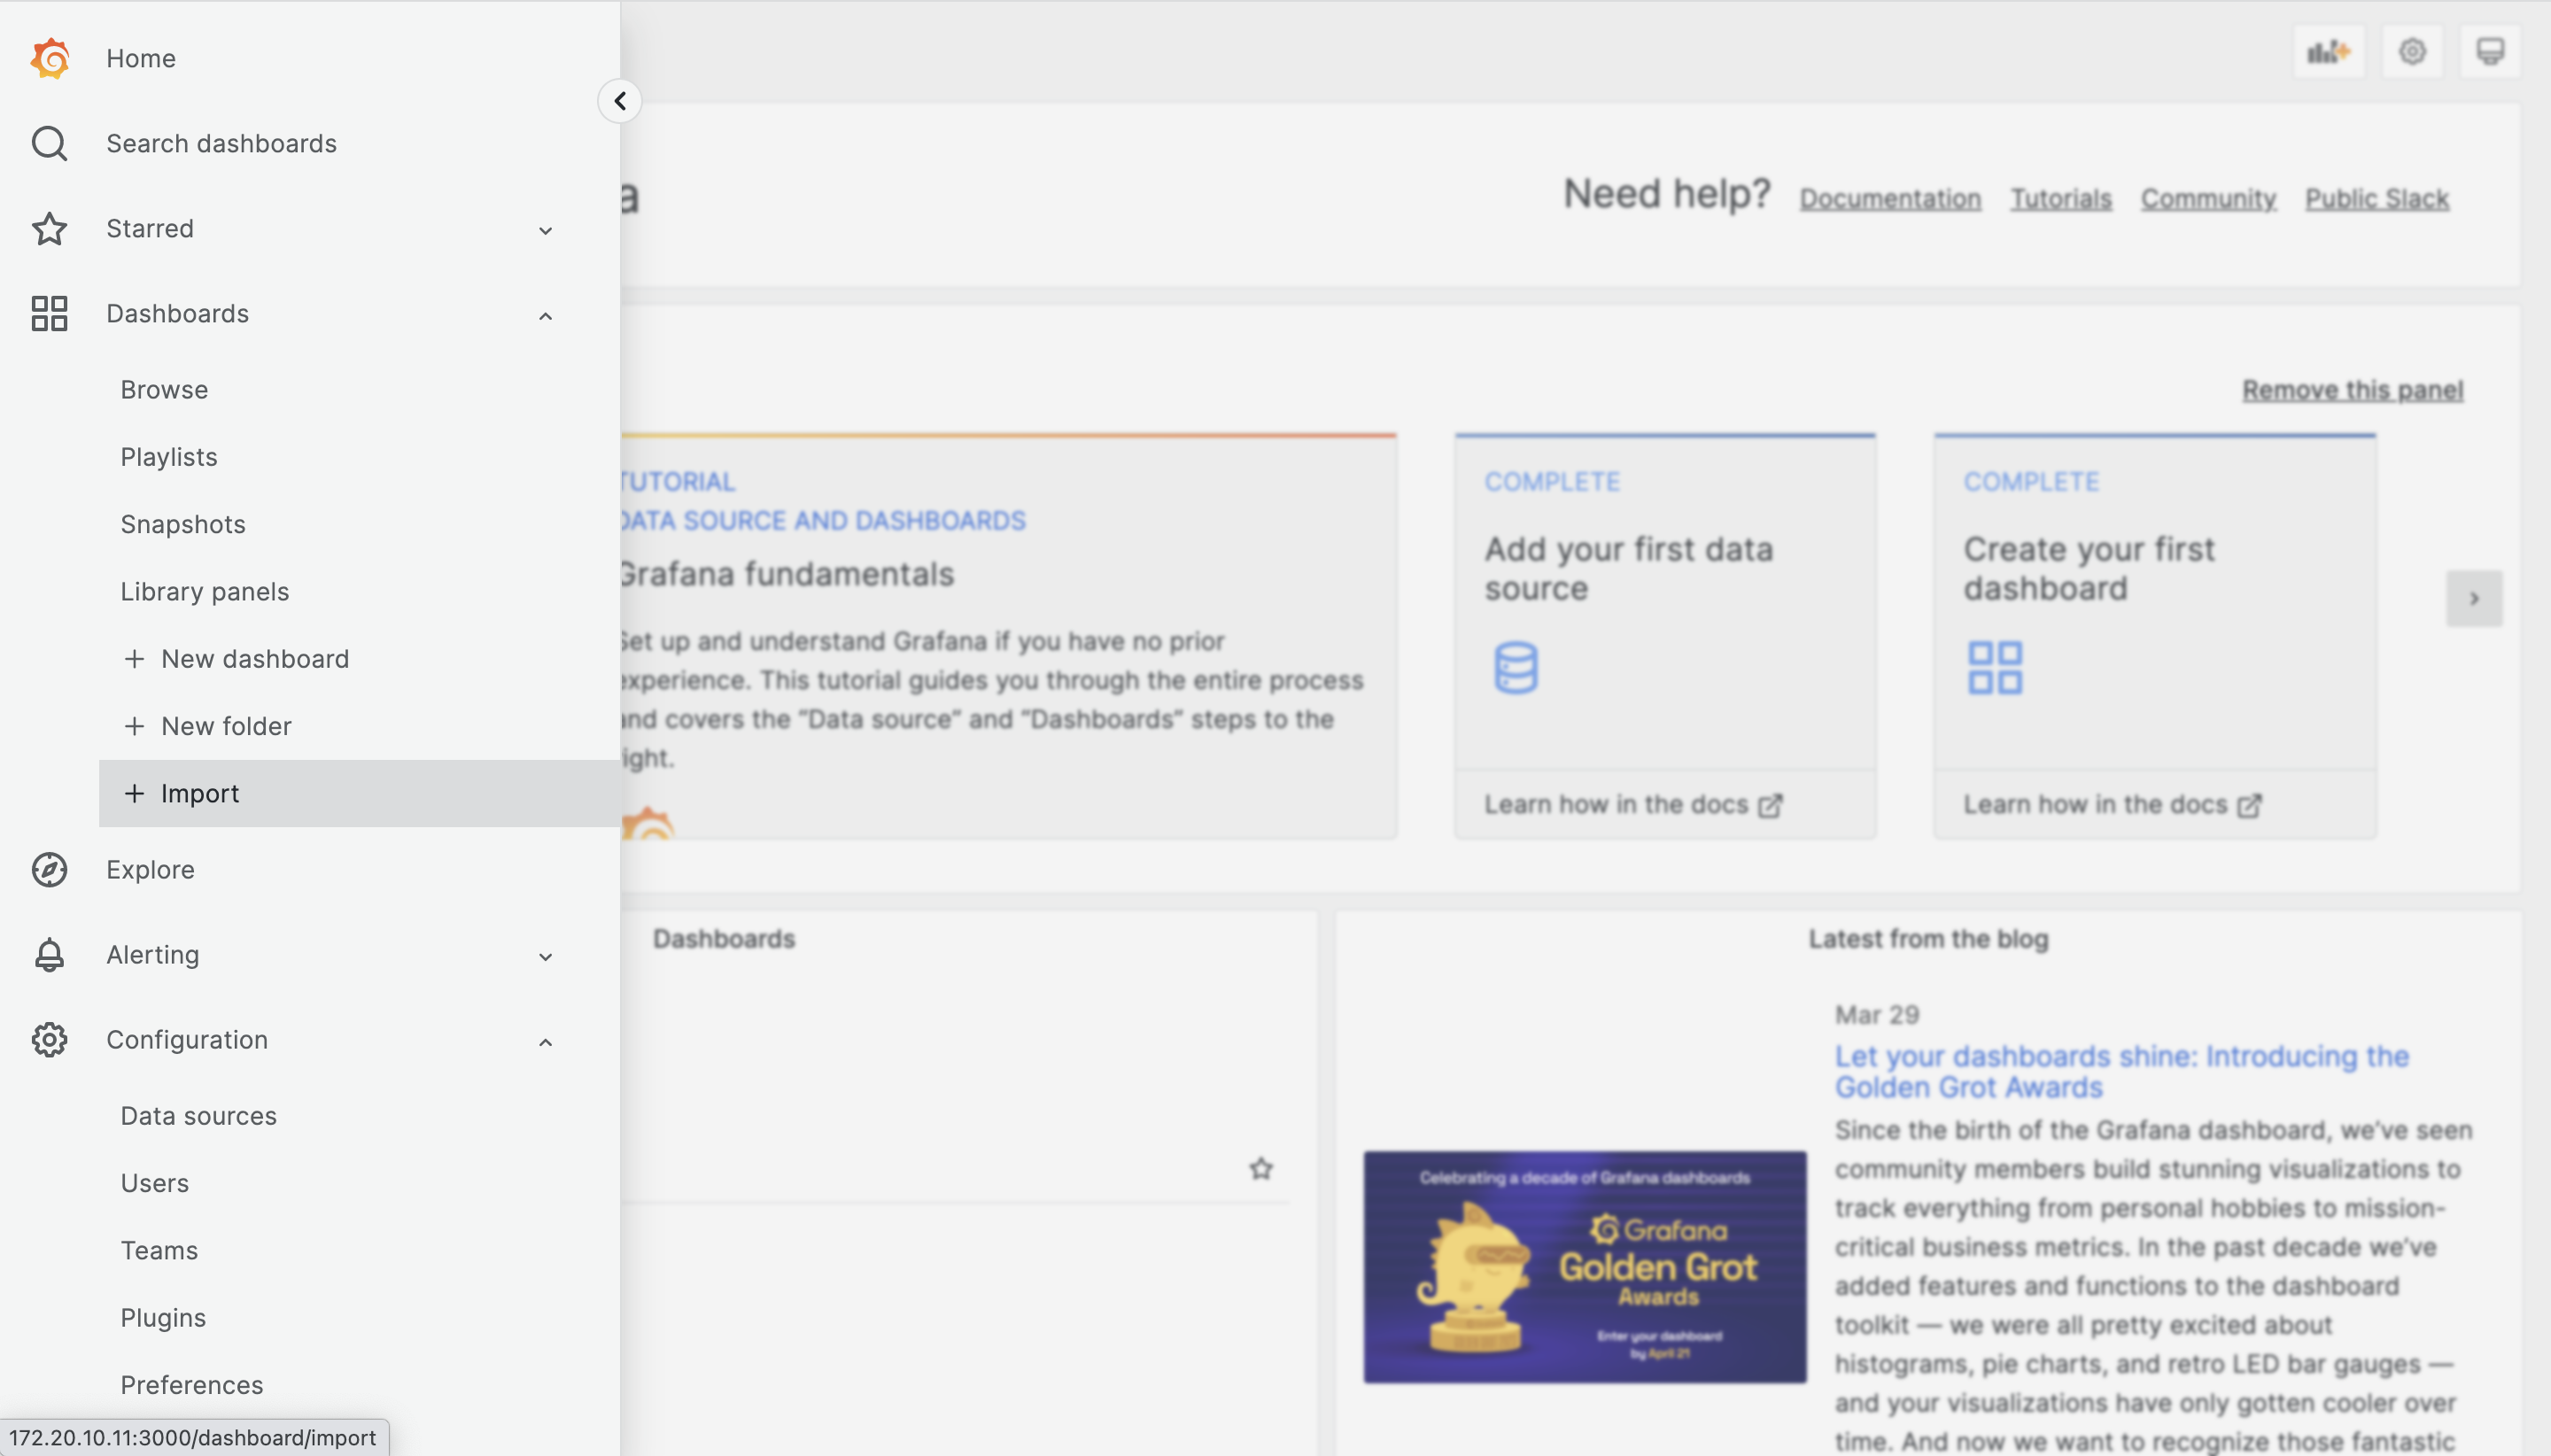 Home
Search dashboards
Starred
Dashboards
Browse
Playlists
Snapshots
Library panels
+ New dashboard
+ New folder
+ Import
Explore
Alerting
Configuration
Data sources
Users
Teams
Plugins
Preferences
172.20.10.11:3000/dashboard/import
a
Need help? Documentation Tutorials Community Public Slack
Remove this panel
TUTORIAL
DATA SOURCE AND DASHBOARDS
Grafana fundamentals
Set up and understand Grafana if you have no prior
experience. This tutorial guides you through the entire process
and covers the “Data source” and “Dashboards” steps to the
right.
COMPLETE
Add your first data
source
Learn how in the docs
COMPLETE
Create your first
dashboard
Learn how in the docs
Dashboards
Latest from the blog
Celebrating a decade of Grafana dashboards
Grafana
Golden Grot
Awards
Enter your dashboard
by April 21
Mar 29
Let your dashboards shine: Introducing the
Golden Grot Awards
Since the birth of the Grafana dashboard, we’ve seen
community members build stunning visualizations to
track everything from personal hobbies to mission-
critical business metrics. In the past decade we’ve
added features and functions to the dashboard
toolkit — we were all pretty excited about
histograms, pie charts, and retro LED bar gauges —
and your visualizations have only gotten cooler over
time. And now we want to recognize those fantastic